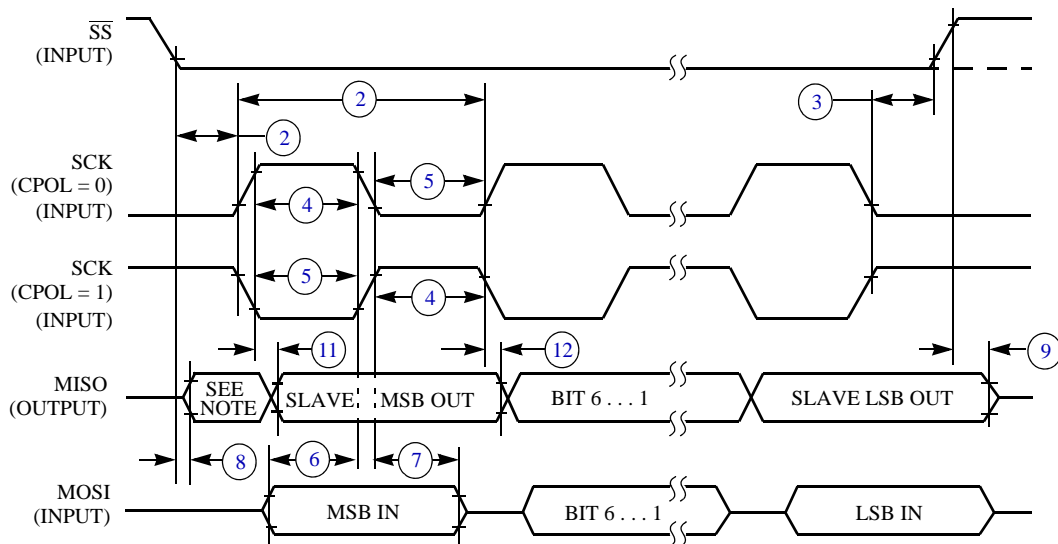 SS
(INPUT)
2
3
2
SCK
(CPOL = 0)
(INPUT)
5
4
SCK
(CPOL = 1)
(INPUT)
5
4
11
12
9
MISO
(OUTPUT)
SEE
NOTE
SLAVE
MSB OUT
BIT 6 . . . 1
SLAVE LSB OUT
8
6
7
MOSI
(INPUT)
MSB IN
BIT 6 . . . 1
LSB IN